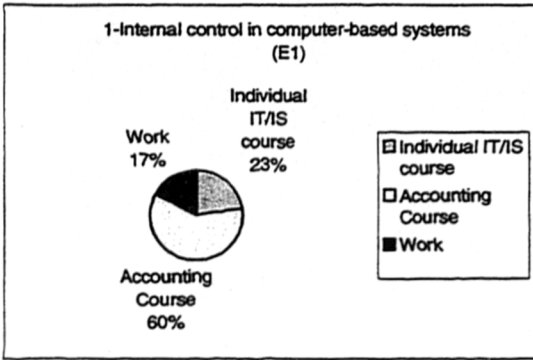 1-Internal control in computer-based systems
(E1)
Individual
IT/IS
course
23%
Work
17%
Accounting
Course
60%
Individual IT/IS
course
Accounting
Course
Work